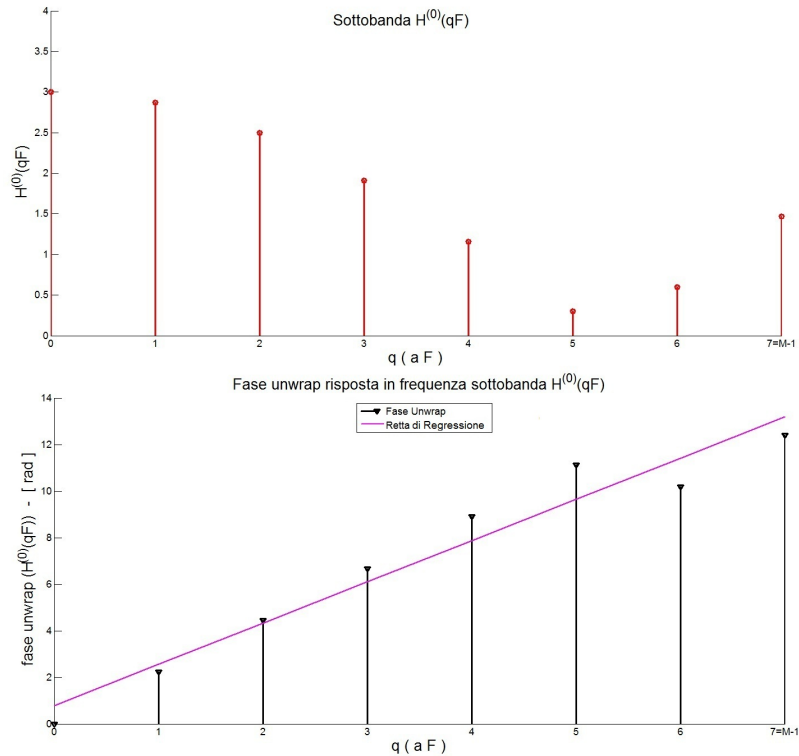 Sottobanda H(0)(qF)
H(0)(qF)
4
3.5
3
2.5
2
1.5
1
0.5
0
0 1 2 3 4 5 6 7=M-1
q ( a F )
Fase unwrap risposta in frequenza sottobanda H(0)(qF)
fase unwrap (H(0)(qF)) - [ rad ]
14
12
10
8
6
4
2
0
Fase Unwrap
Retta di Regressione
0 1 2 3 4 5 6 7=M-1
q ( a F )